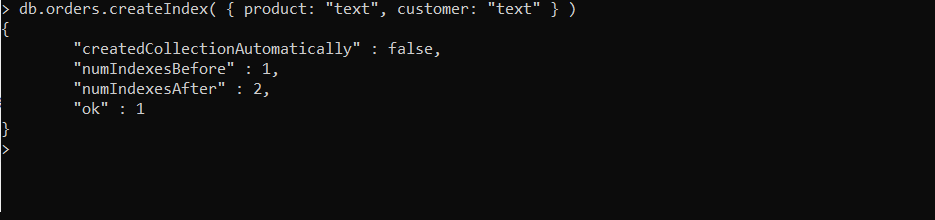 > db.orders.createIndex( { product: "text", customer: "text" } )
{
        "createdCollectionAutomatically" : false,
        "numIndexesBefore" : 1,
        "numIndexesAfter" : 2,
        "ok" : 1
}
>